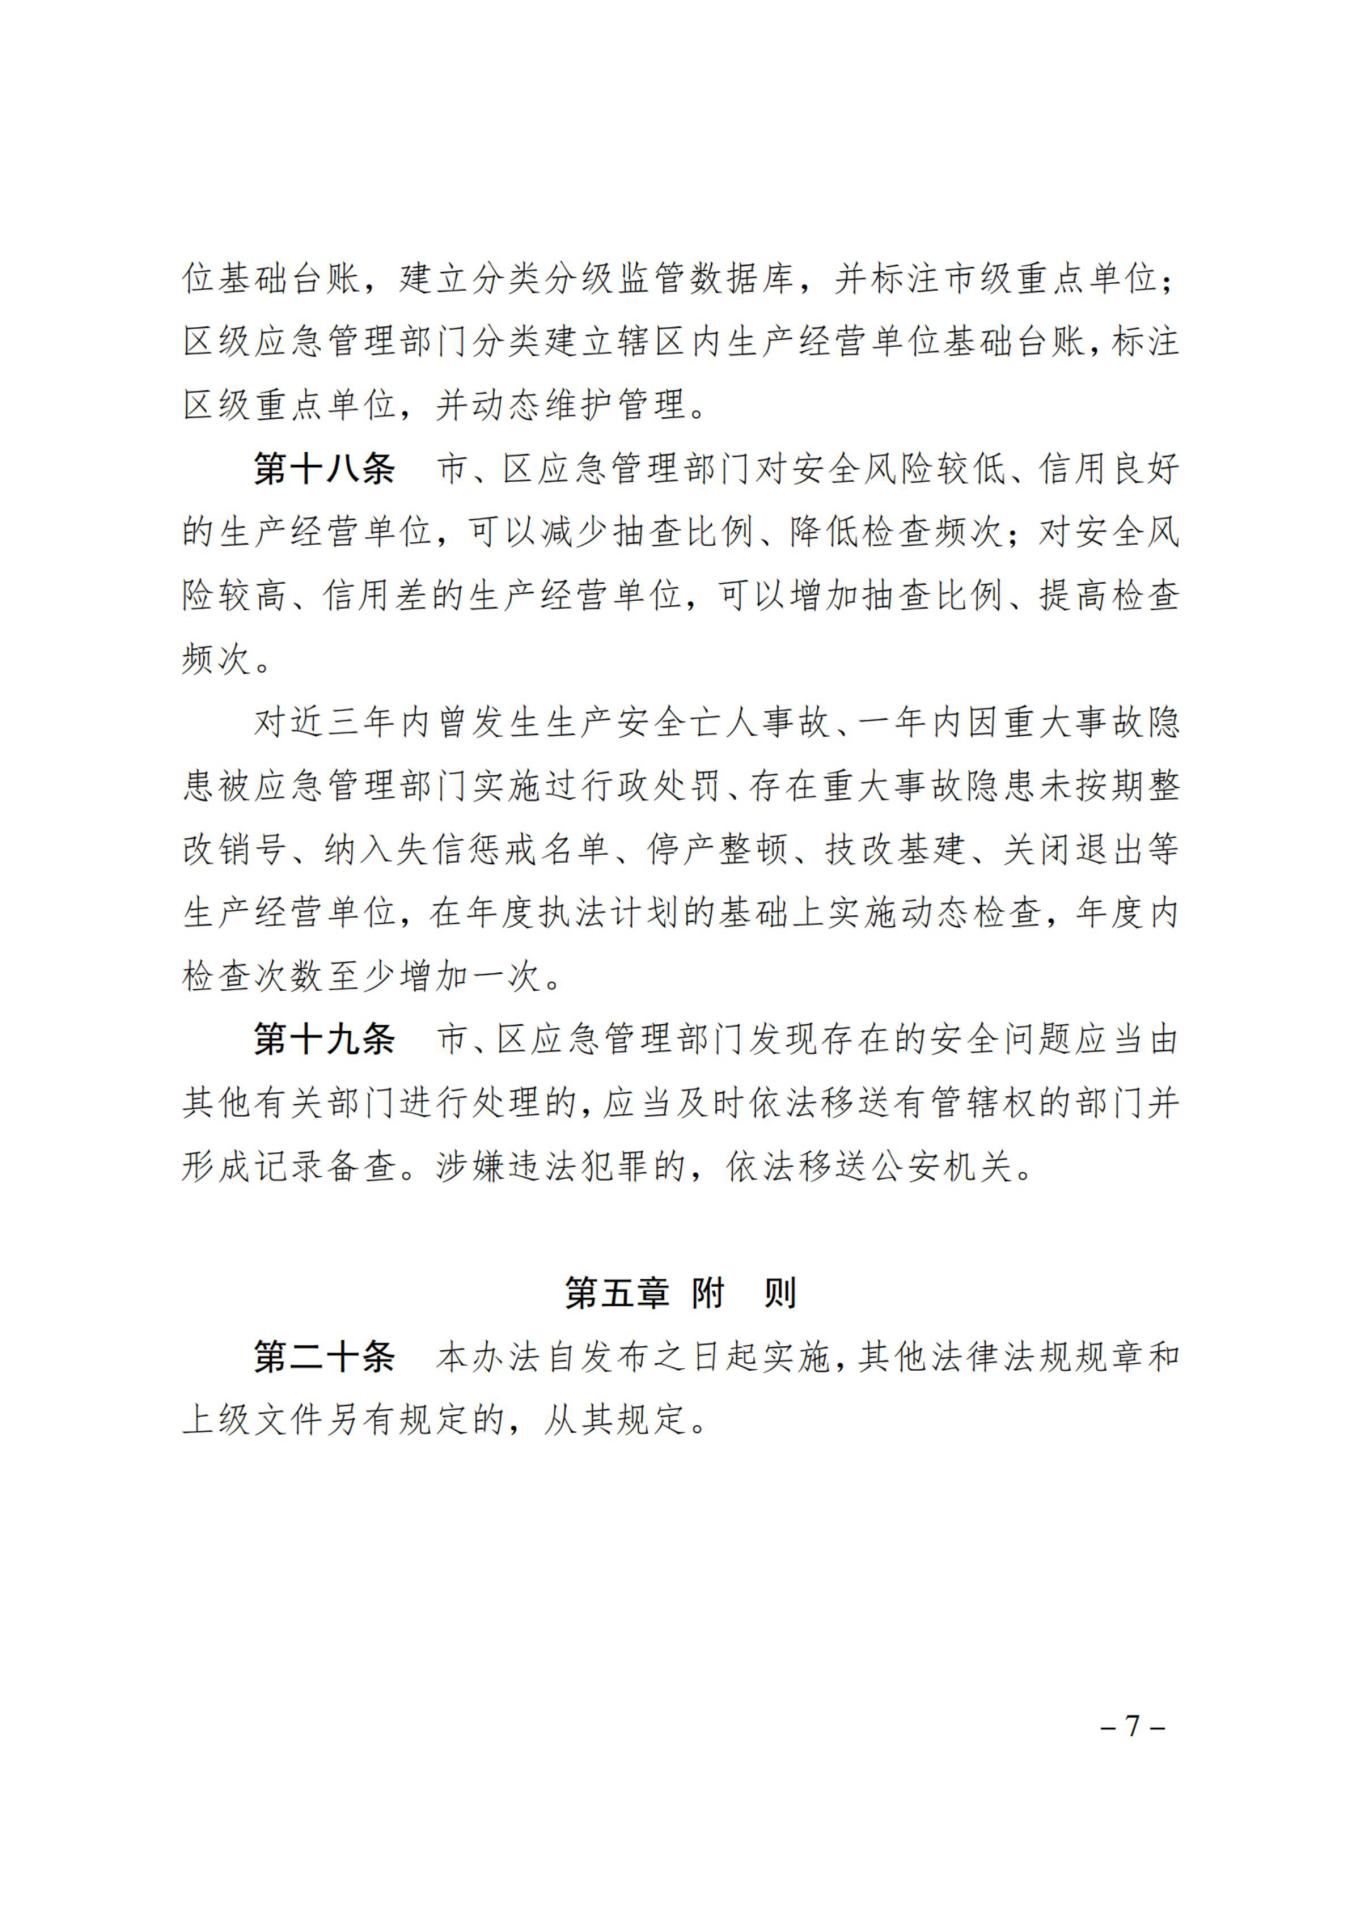 位基础台账，建立分类分级监管数据库，并标注市级重点单位；
区级应急管理部门分类建立辖区内生产经营单位基础台账，标注
区级重点单位，并动态维护管理。
第十八条　市、区应急管理部门对安全风险较低、信用良好
的生产经营单位，可以减少抽查比例、降低检查频次；对安全风
险较高、信用差的生产经营单位，可以增加抽查比例、提高检查
频次。
对近三年内曾发生生产安全亡人事故、一年内因重大事故隐
患被应急管理部门实施过行政处罚、存在重大事故隐患未按期整
改销号、纳入失信惩戒名单、停产整顿、技改基建、关闭退出等
生产经营单位，在年度执法计划的基础上实施动态检查，年度内
检查次数至少增加一次。
第十九条　市、区应急管理部门发现存在的安全问题应当由
其他有关部门进行处理的，应当及时依法移送有管辖权的部门并
形成记录备查。涉嫌违法犯罪的，依法移送公安机关。
第五章 附　则
第二十条　本办法自发布之日起实施，其他法律法规规章和
上级文件另有规定的，从其规定。
– 7 –